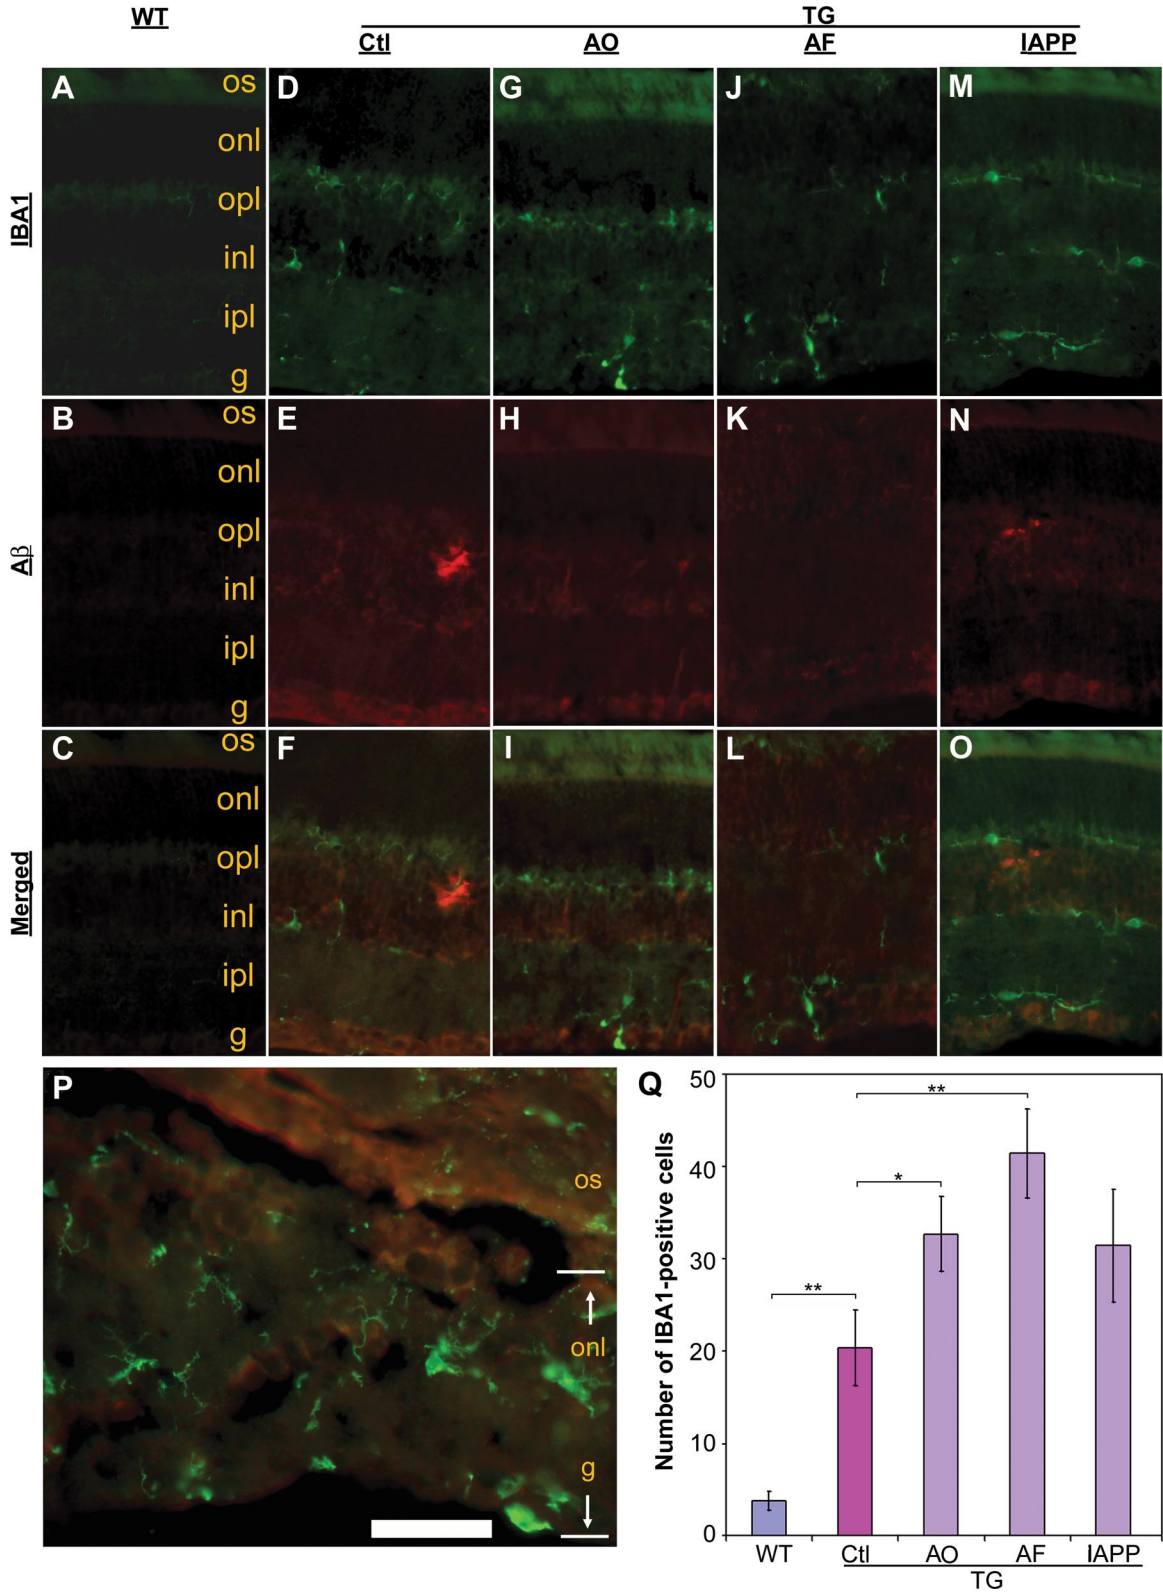 WT
TG
Ctl
AO
AF
IAPP
IBA1
A
os
onl
opl
inl
ipl
g
D
G
J
M
Aβ
B
os
onl
opl
inl
ipl
g
E
H
K
N
Merged
C
os
onl
opl
inl
ipl
g
F
I
L
O
P
os
onl
g
Q
Number of IBA1-positive cells
50
40
30
20
10
0
**
*
**
WT
Ctl
AO
AF
IAPP
TG